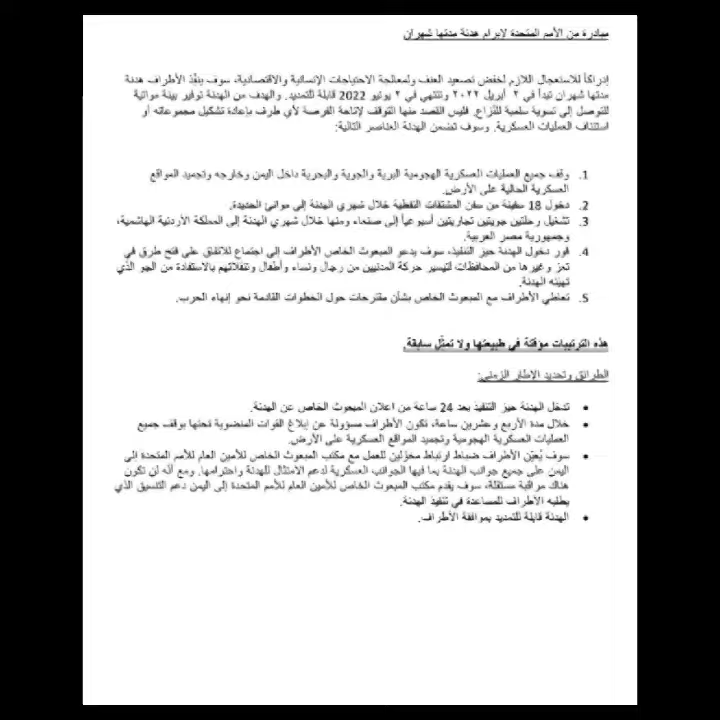 مبادرة من الأمم المتحدة لإبرام هدنة مدتها شهران
إدراكاً للاستعجال اللازم لخفض تصعيد العنف ولمعالجة الاحتياجات الإنسانية والاقتصادية، سوف ينفّذ الأطراف هدنة
مدتها شهران تبدأ في ٢ أبريل ٢٠٢٢ وتنتهي في ٢ يونيو 2022 قابلة للتمديد. والهدف من الهدنة توفير بيئة مواتية
للتوصل إلى تسوية سلمية للنزاع. فليس القصد منها التوقف لإتاحة الفرصة لأي طرف بإعادة تشكيل مجموعاته أو
استئناف العمليات العسكرية. وسوف تتضمن الهدنة العناصر التالية:
1. وقف جميع العمليات العسكرية الهجومية البرية والجوية والبحرية داخل اليمن وخارجه وتجميد المواقع
العسكرية الحالية على الأرض.
2. دخول 18 سفينة من سفن المشتقات النفطية خلال شهري الهدنة إلى موانئ الحديدة.
3. تشغيل رحلتين جويتين تجاريتين أسبوعياً إلى صنعاء ومنها خلال شهري الهدنة إلى المملكة الأردنية الهاشمية،
وجمهورية مصر العربية.
4. فور دخول الهدنة حيز التنفيذ، سوف يدعو المبعوث الخاص الأطراف إلى اجتماع للاتفاق على فتح طرق في
تعز وغيرها من المحافظات لتيسير حركة المدنيين من رجال ونساء وأطفال وتنقلاتهم بالاستفادة من الجو الذي
تهيئه الهدنة.
5. تعاطي الأطراف مع المبعوث الخاص بشأن مقترحات حول الخطوات القادمة نحو إنهاء الحرب.
هذه الترتيبات مؤقتة في طبيعتها ولا تمثّل سابقة.
الطرائق وتحديد الإطار الزمني:
• تدخل الهدنة حيز التنفيذ بعد 24 ساعة من اعلان المبعوث الخاص عن الهدنة.
• خلال مدة الأربع وعشرين ساعة، تكون الأطراف مسؤولة عن إبلاغ القوات المنضوية تحتها بوقف جميع
العمليات العسكرية الهجومية وتجميد المواقع العسكرية على الأرض.
• سوف يُعيّن الأطراف ضباط ارتباط مخوّلين للعمل مع مكتب المبعوث الخاص للأمين العام للأمم المتحدة إلى
اليمن على جميع جوانب الهدنة بما فيها الجوانب العسكرية لدعم الامتثال للهدنة واحترامها. ومع أنّه لن تكون
هناك مراقبة مستقلة، سوف يقدم مكتب المبعوث الخاص للأمين العام للأمم المتحدة إلى اليمن دعم التنسيق الذي
يطلبه الأطراف للمساعدة في تنفيذ الهدنة.
• الهدنة قابلة للتمديد بموافقة الأطراف.